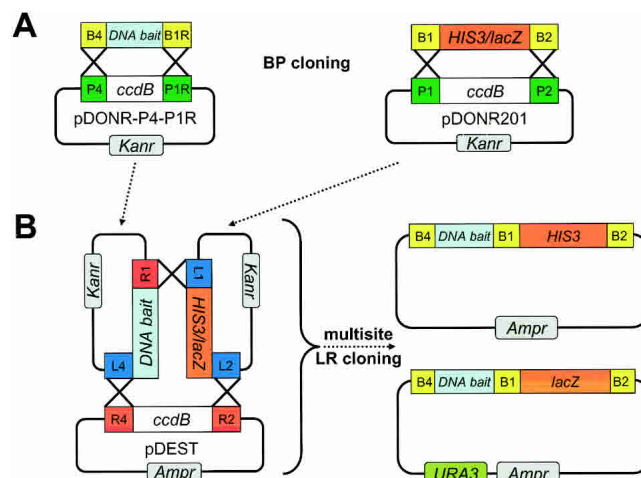 A
B4 DNA bait B1R
B1 HIS3/lacZ B2
BP cloning
P4 ccdB P1R
P1 ccdB P2
pDONR-P4-P1R
pDONR201
Kanr
Kanr
B
R1 L1
Kanr
DNA bait
HIS3/lacZ
Kanr
L4 L2
R4 ccdB R2
pDEST
Ampr
multisite
LR cloning
B4 DNA bait B1 HIS3 B2
Ampr
B4 DNA bait B1 lacZ B2
URA3 Ampr